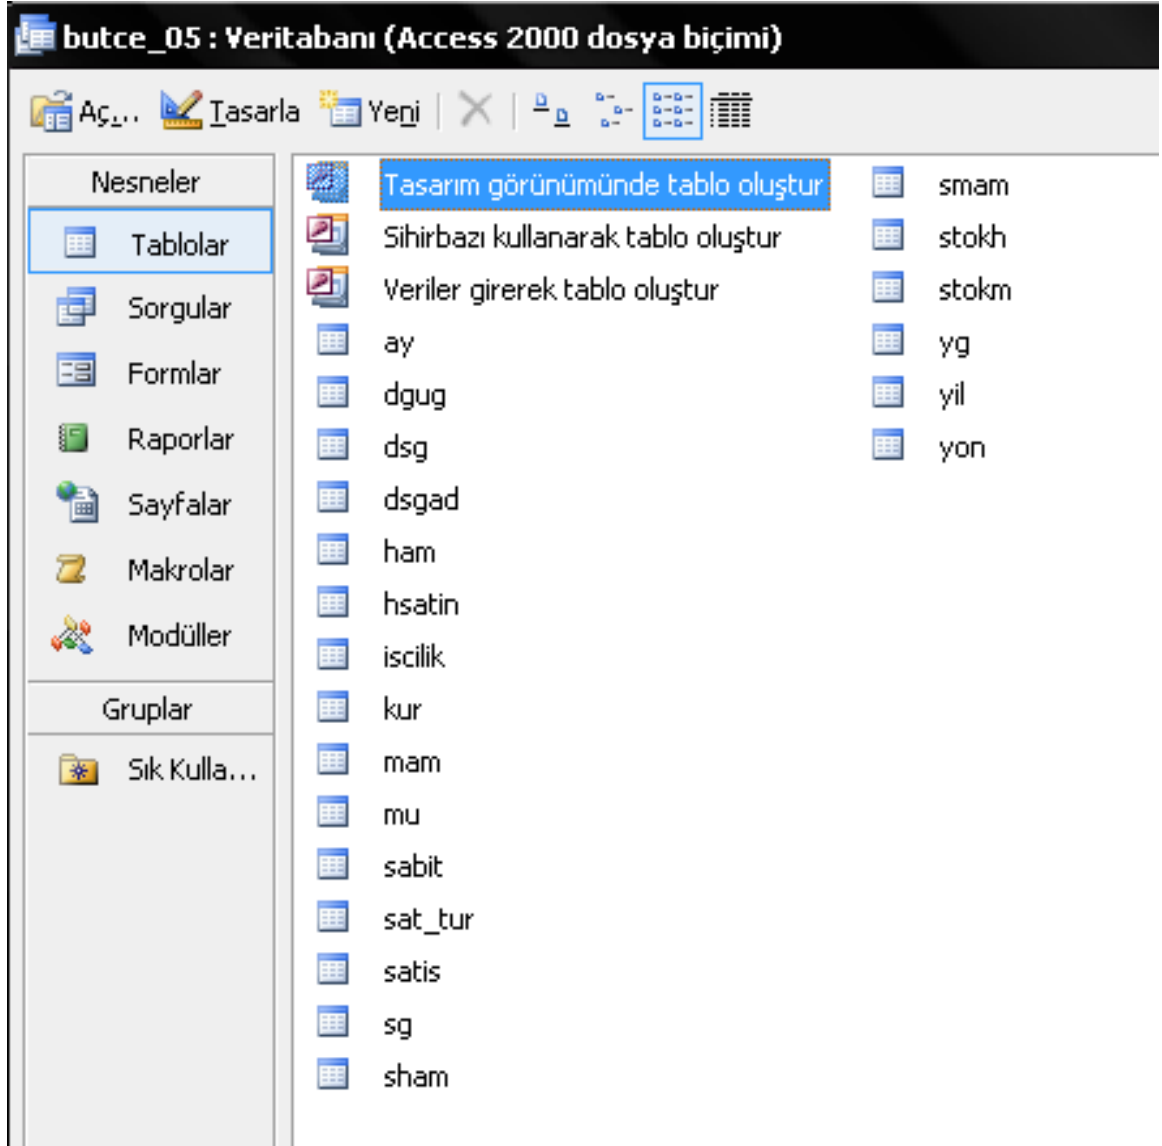 butce_05 : Veritabanı (Access 2000 dosya biçimi)
Aç... Tasarla Yeni
Nesneler
Tablolar
Sorgular
Formlar
Raporlar
Sayfalar
Makrolar
Modüller
Gruplar
Sık Kulla...
Tasarım görünümünde tablo oluştur
Sihirbazı kullanarak tablo oluştur
Veriler girerek tablo oluştur
ay
dgug
dsg
dsgad
ham
hsatin
iscilik
kur
mam
mu
sabit
sat_tur
satis
sg
sham
smam
stokh
stokm
yg
yil
yon